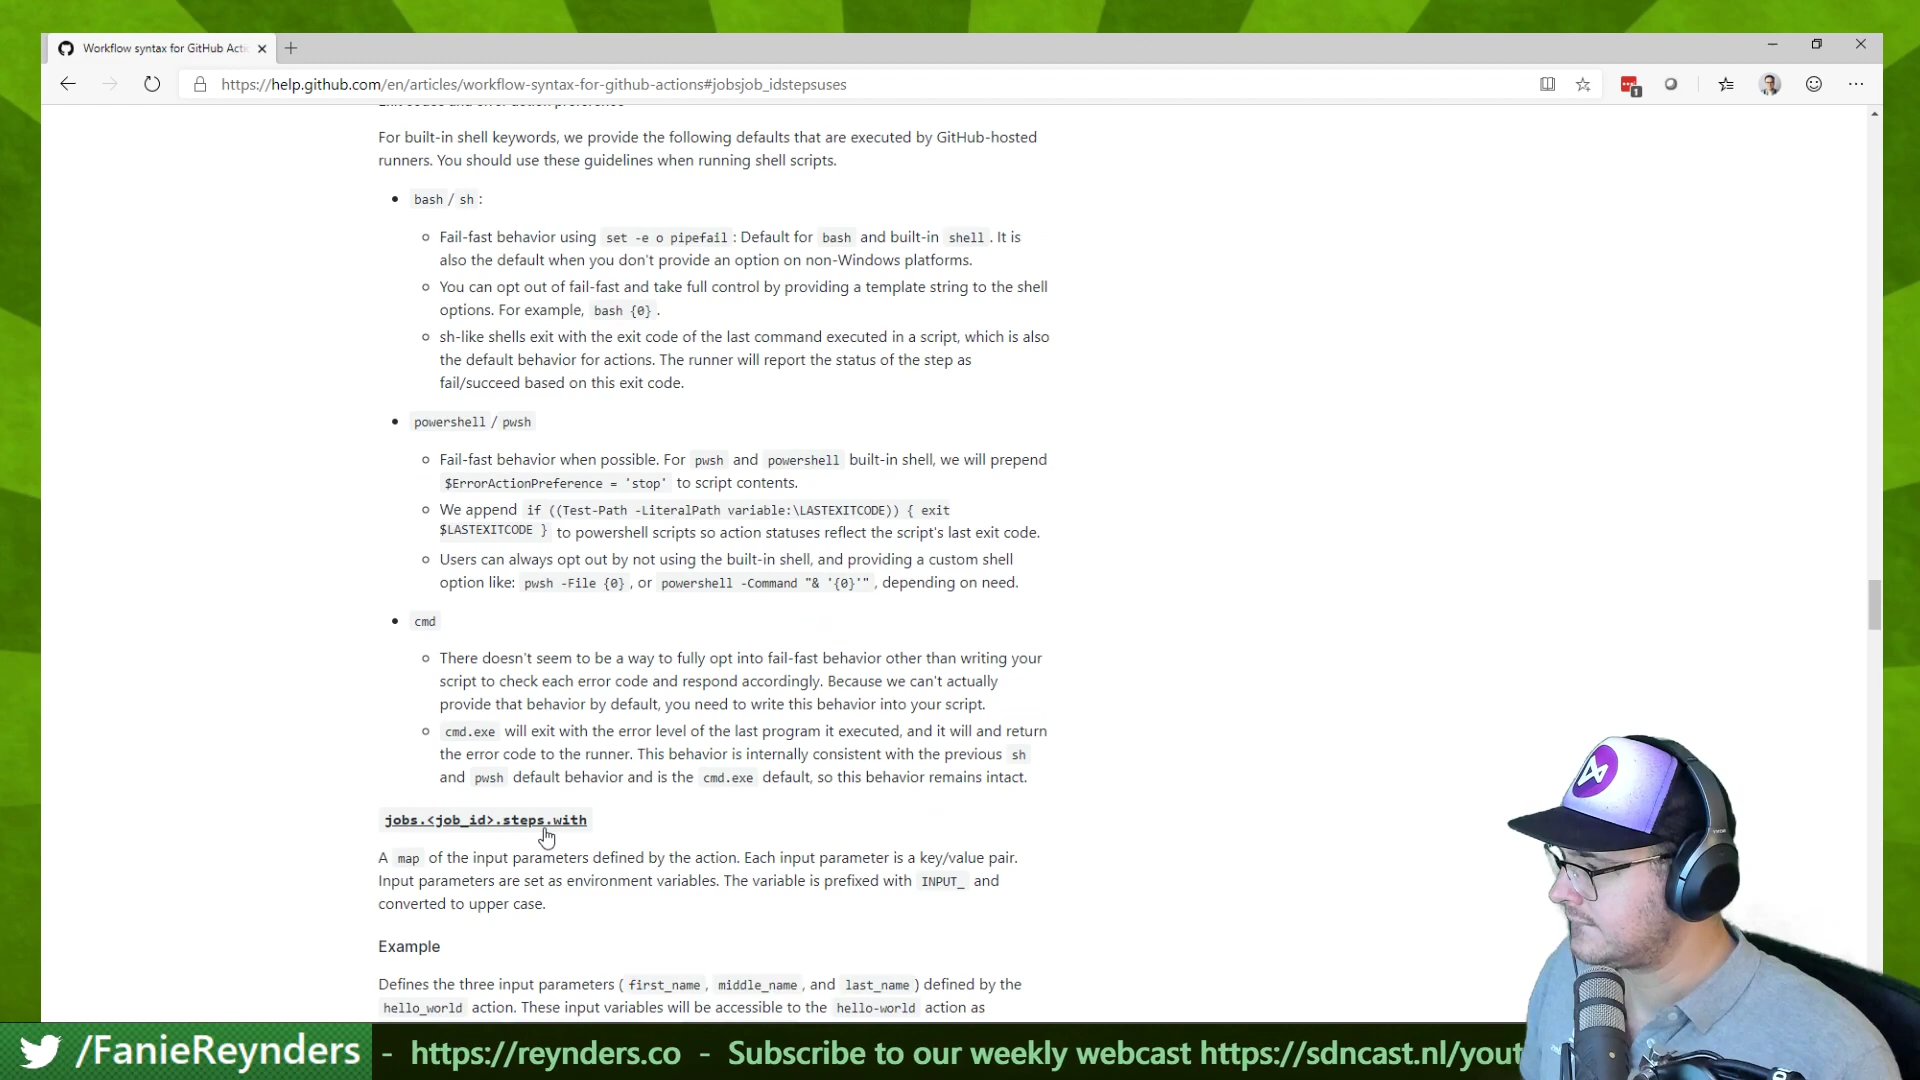 Workflow syntax for GitHub Acti
https://help.github.com/en/articles/workflow-syntax-for-github-actions#jobsjob_idstepsuses
1
For built-in shell keywords, we provide the following defaults that are executed by GitHub-hosted
runners. You should use these guidelines when running shell scripts.
bash / sh :
Fail-fast behavior using set -e o pipefail : Default for bash and built-in shell . It is
also the default when you don't provide an option on non-Windows platforms.
You can opt out of fail-fast and take full control by providing a template string to the shell
options. For example, bash {0} .
sh-like shells exit with the exit code of the last command executed in a script, which is also
the default behavior for actions. The runner will report the status of the step as
fail/succeed based on this exit code.
powershell / pwsh
Fail-fast behavior when possible. For pwsh and powershell built-in shell, we will prepend
$ErrorActionPreference = 'stop' to script contents.
We append if ((Test-Path -LiteralPath variable:\LASTEXITCODE)) { exit
$LASTEXITCODE } to powershell scripts so action statuses reflect the script's last exit code.
Users can always opt out by not using the built-in shell, and providing a custom shell
option like: pwsh -File {0} , or powershell -Command "& '{0}'" , depending on need.
cmd
There doesn't seem to be a way to fully opt into fail-fast behavior other than writing your
script to check each error code and respond accordingly. Because we can't actually
provide that behavior by default, you need to write this behavior into your script.
cmd.exe will exit with the error level of the last program it executed, and it will and return
the error code to the runner. This behavior is internally consistent with the previous sh
and pwsh default behavior and is the cmd.exe default, so this behavior remains intact.
jobs.<job_id>.steps.with
A map of the input parameters defined by the action. Each input parameter is a key/value pair.
Input parameters are set as environment variables. The variable is prefixed with INPUT_ and
converted to upper case.
Example
Defines the three input parameters ( first_name , middle_name , and last_name ) defined by the
hello_world action. These input variables will be accessible to the hello-world action as
/FanieReynders - https://reynders.co - Subscribe to our weekly webcast https://sdncast.nl/yout